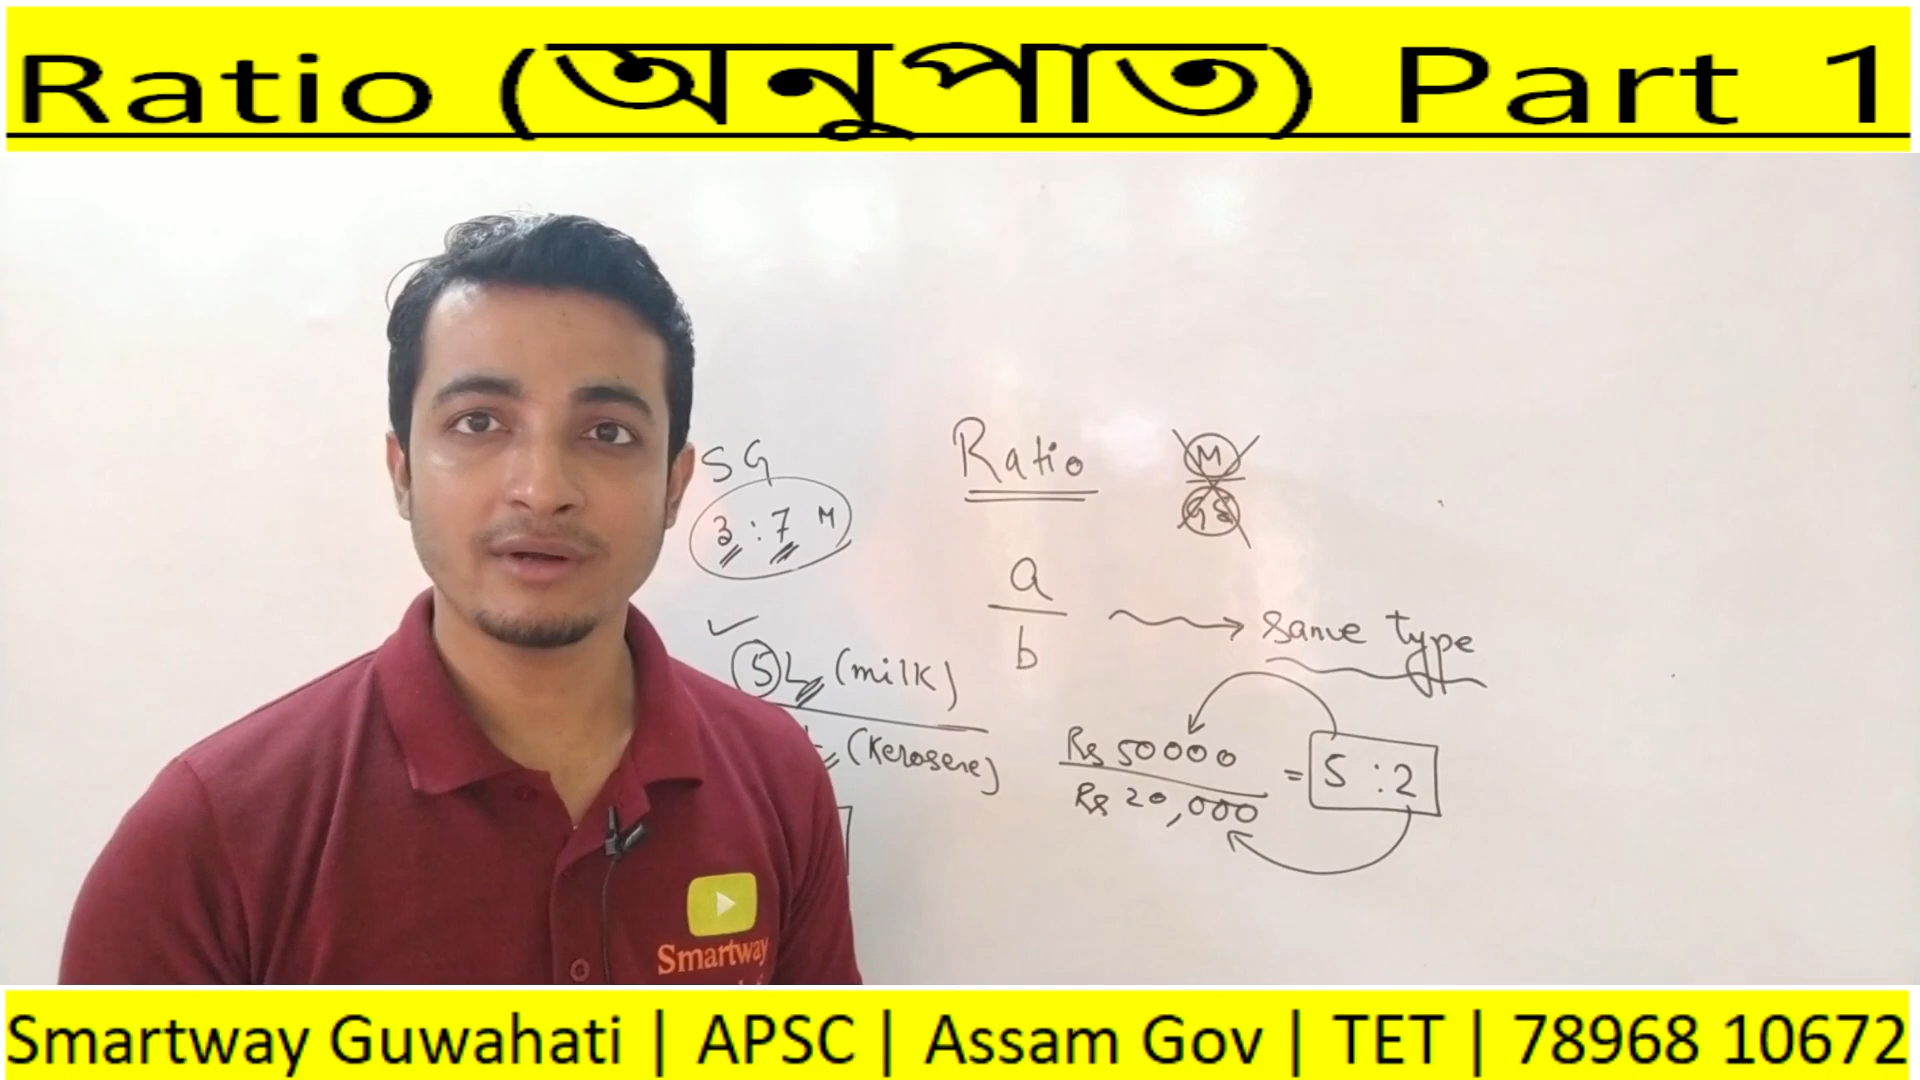 Ratio (অনুপাত) Part 1
SG
3 : 7 M
Ratio
M
a
b
same type
5L (milk)
(Kerosene)
Rs 50000
Rs 20,000
= 5 : 2
Smartway
Smartway Guwahati | APSC | Assam Gov | TET | 78968 10672